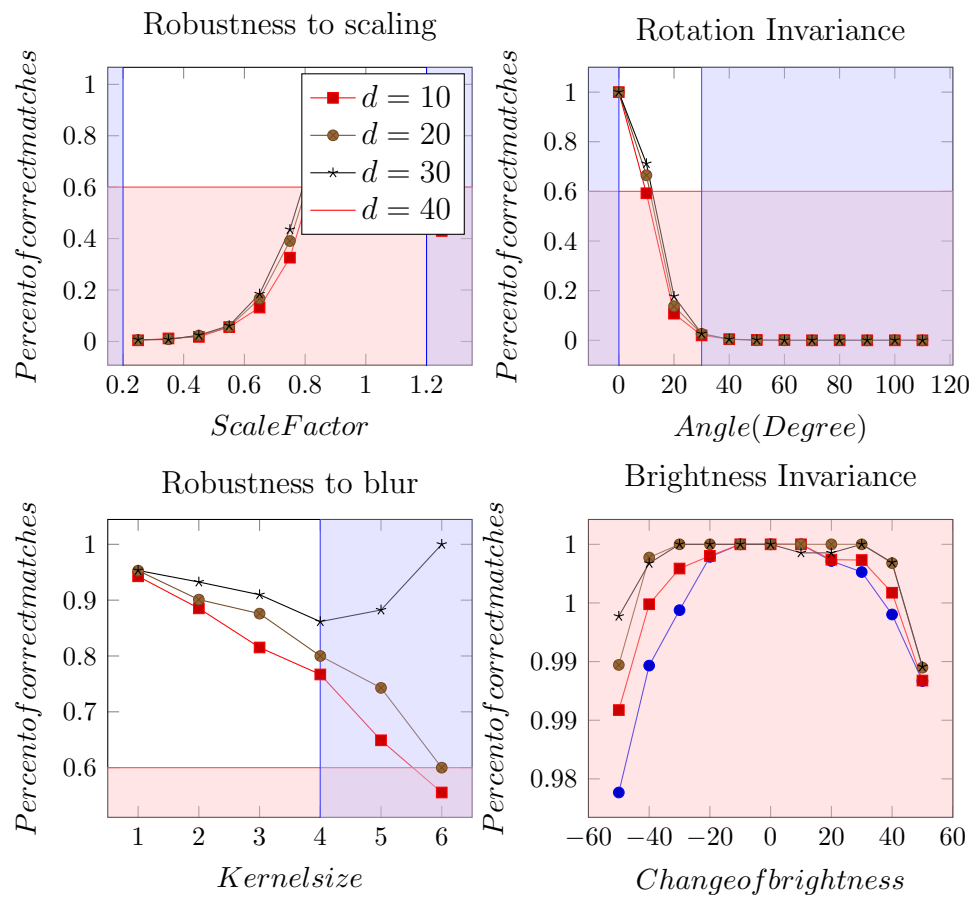 Robustness to scaling
Percentofcorrectmatches
1
0.8
0.6
0.4
0.2
0
d = 10
d = 20
d = 30
d = 40
0.2 0.4 0.6 0.8 1 1.2
ScaleFactor
Rotation Invariance
Percentofcorrectmatches
1
0.8
0.6
0.4
0.2
0
0 20 40 60 80 100 120
Angle(Degree)
Robustness to blur
Percentofcorrectmatches
1
0.9
0.8
0.7
0.6
1 2 3 4 5 6
Kernelsize
Brightness Invariance
Percentofcorrectmatches
1
1
0.99
0.99
0.98
−60 −40 −20 0 20 40 60
Changeofbrightness